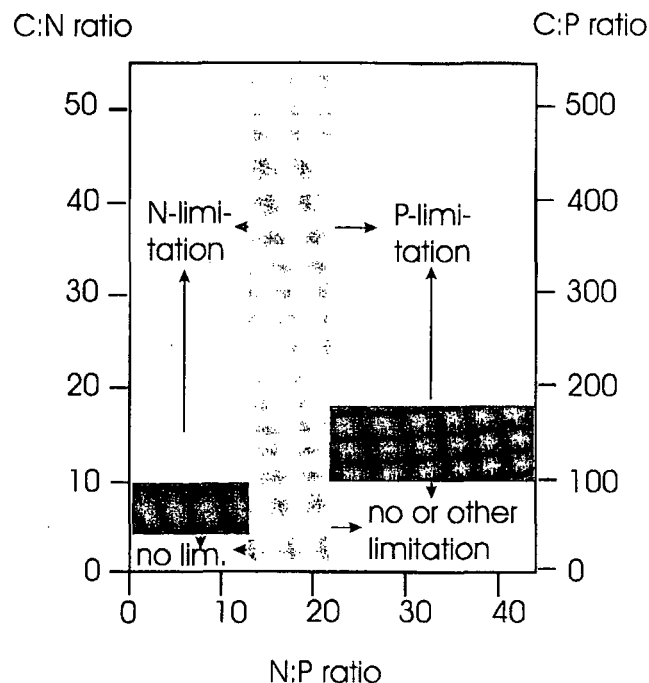 C:N ratio
C:P ratio
50
40
30
20
10
0
500
400
300
200
100
0
N-limi-
tation
P-limi-
tation
no lim.
no or other
limitation
0
10
20
30
40
N:P ratio